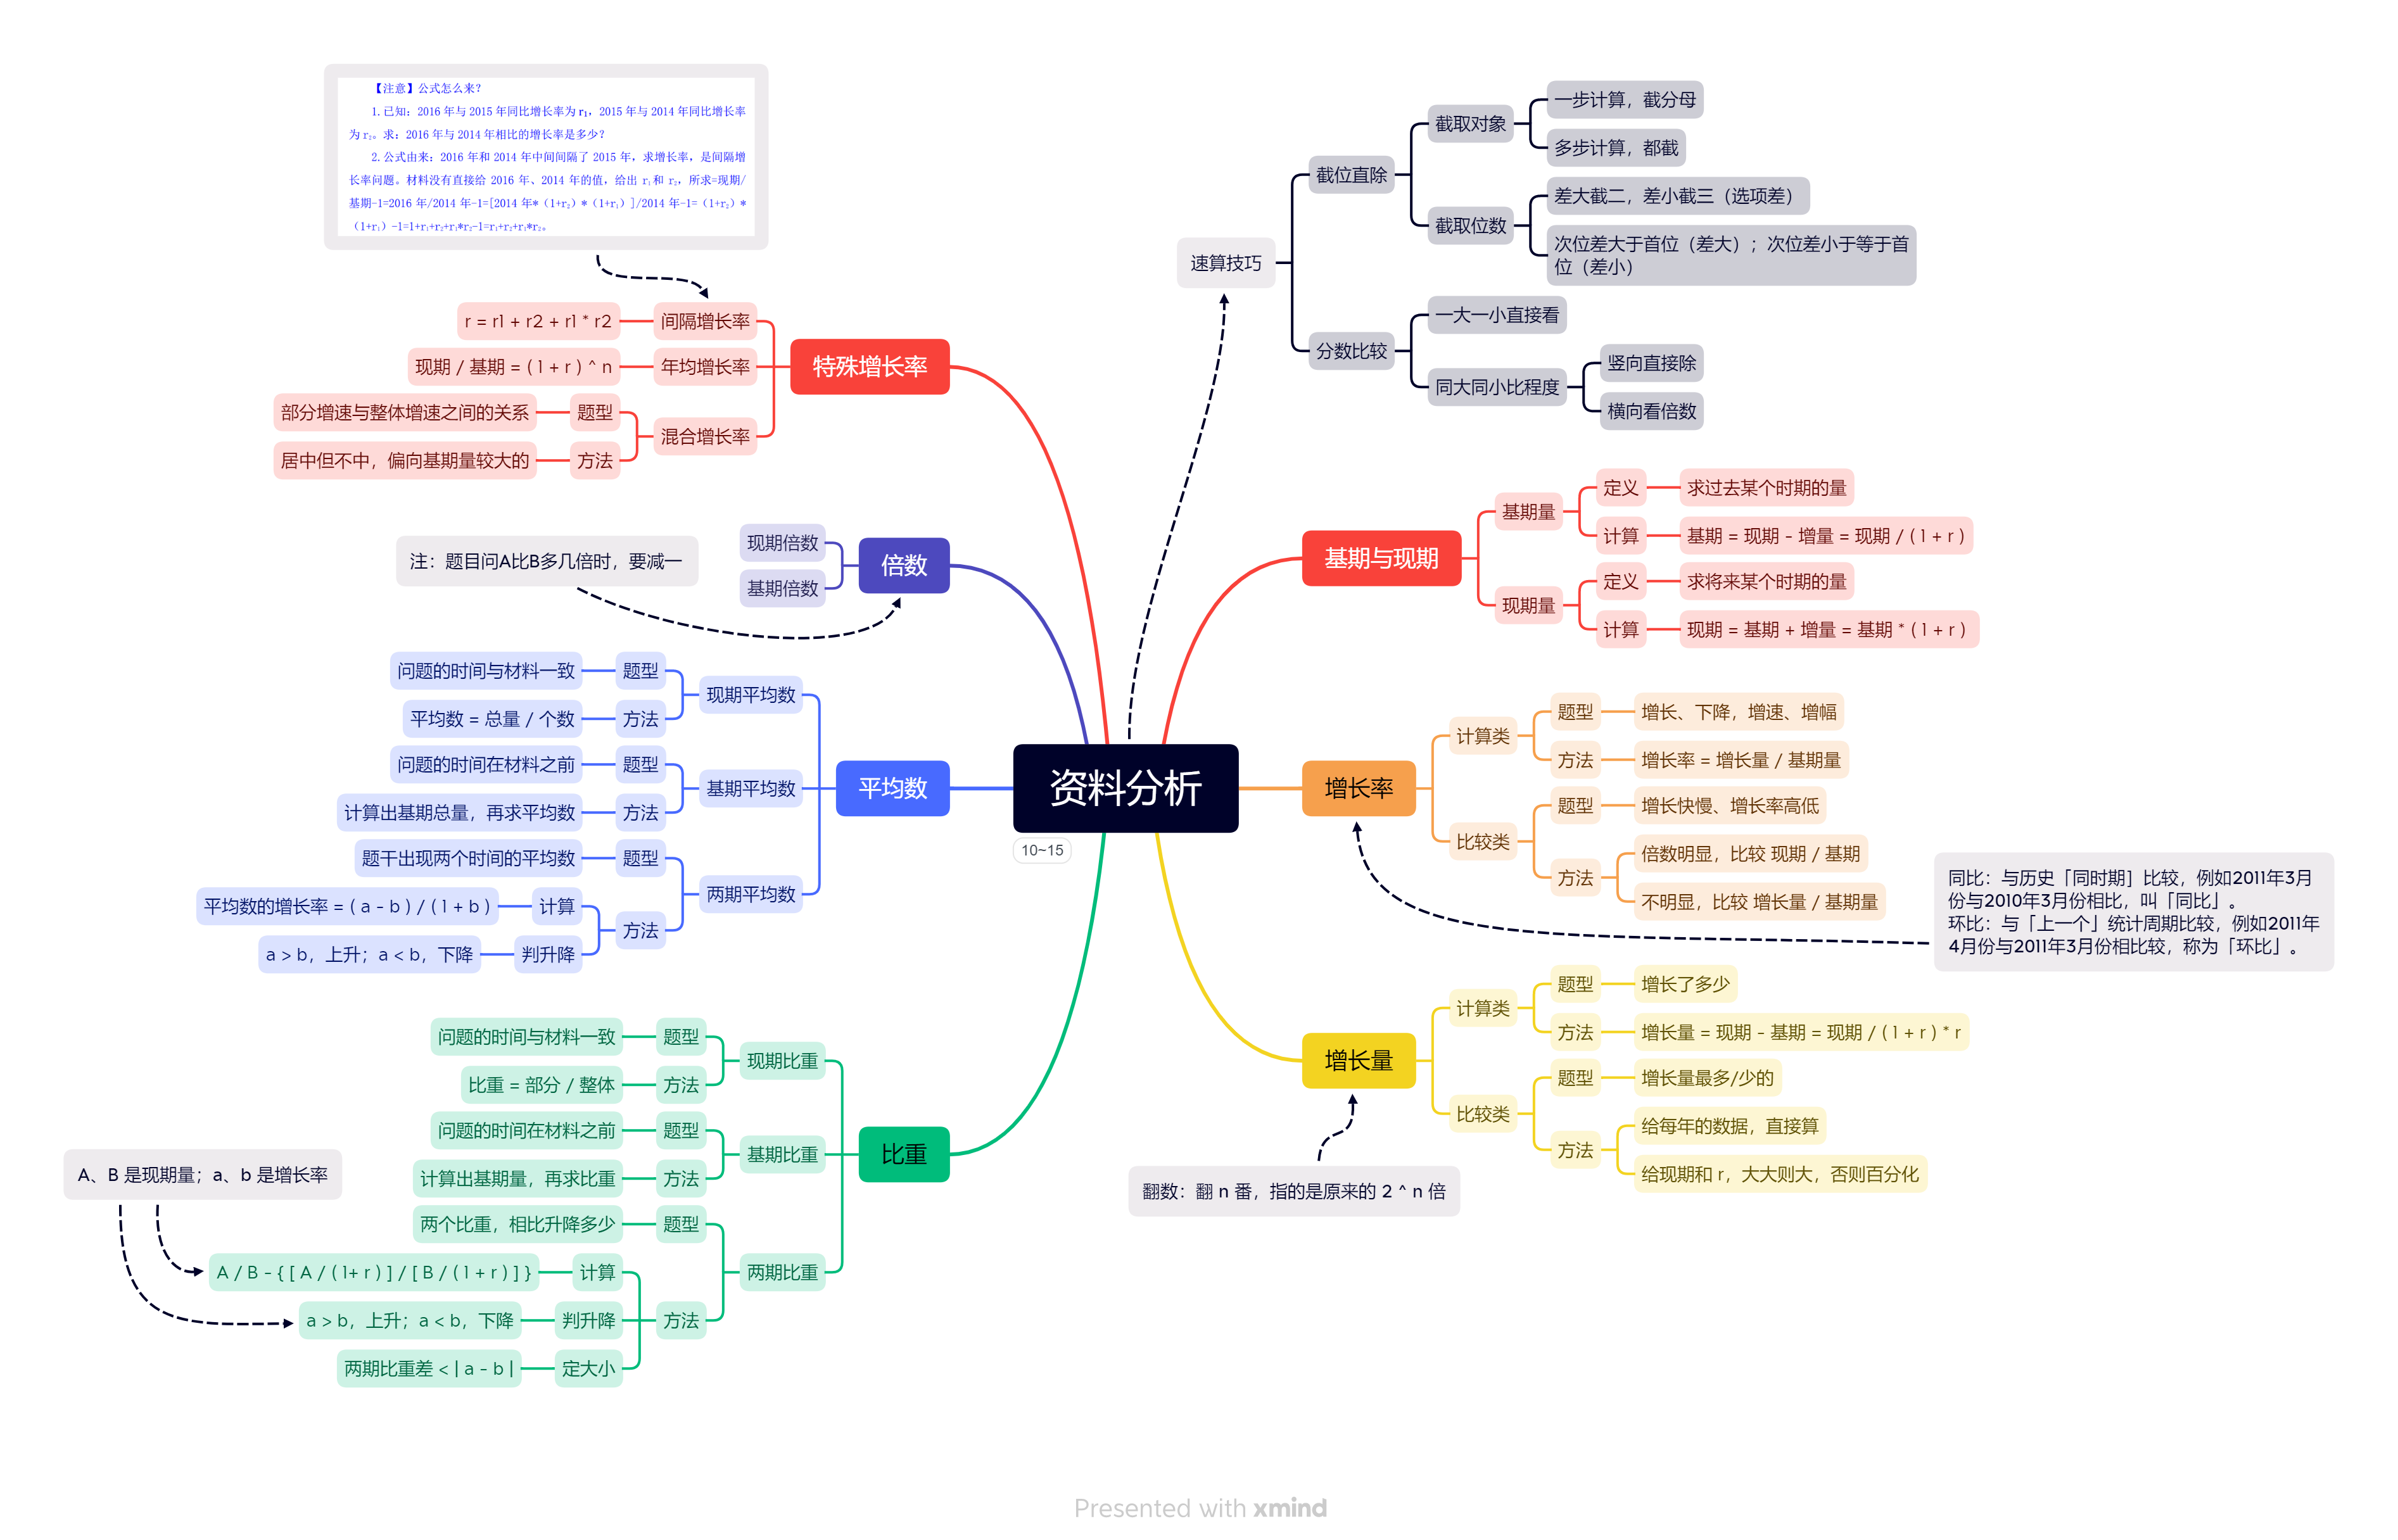 【注意】公式怎么来？
1.已知：2016 年与 2015 年同比增长率为 r₁，2015 年与 2014 年同比增长率
为 r₂。求：2016 年与 2014 年相比的增长率是多少？
2.公式由来：2016 年和 2014 年中间间隔了 2015 年，求增长率，是间隔增
长率问题。材料没有直接给 2016 年、2014 年的值，给出 r₁和 r₂，所求=现期/
基期-1=2016 年/2014 年-1=[2014 年*（1+r₂）*（1+r₁）]/2014 年-1=（1+r₂）*
（1+r₁）-1=1+r₁+r₂+r₁*r₂-1=r₁+r₂+r₁*r₂。
特殊增长率
间隔增长率
r = r1 + r2 + r1 * r2
年均增长率
现期 / 基期 = ( 1 + r ) ^ n
混合增长率
题型
部分增速与整体增速之间的关系
方法
居中但不中，偏向基期量较大的
倍数
现期倍数
基期倍数
注：题目问A比B多几倍时，要减一
平均数
现期平均数
题型
问题的时间与材料一致
方法
平均数 = 总量 / 个数
基期平均数
题型
问题的时间在材料之前
方法
计算出基期总量，再求平均数
两期平均数
题型
题干出现两个时间的平均数
方法
计算
平均数的增长率 = ( a - b ) / ( 1 + b )
判升降
a > b，上升；a < b，下降
比重
现期比重
题型
问题的时间与材料一致
方法
比重 = 部分 / 整体
基期比重
题型
问题的时间在材料之前
方法
计算出基期量，再求比重
两期比重
题型
两个比重，相比升降多少
方法
计算
A / B - { [ A / ( 1+ r ) ] / [ B / ( 1 + r ) ] }
判升降
a > b，上升；a < b，下降
定大小
两期比重差 < | a - b |
A、B 是现期量；a、b 是增长率
资料分析
10~15
速算技巧
截位直除
截取对象
一步计算，截分母
多步计算，都截
截取位数
差大截二，差小截三（选项差）
次位差大于首位（差大）；次位差小于等于首
位（差小）
分数比较
一大一小直接看
同大同小比程度
竖向直接除
横向看倍数
基期与现期
基期量
定义
求过去某个时期的量
计算
基期 = 现期 - 增量 = 现期 / ( 1 + r )
现期量
定义
求将来某个时期的量
计算
现期 = 基期 + 增量 = 基期 * ( 1 + r )
增长率
计算类
题型
增长、下降，增速、增幅
方法
增长率 = 增长量 / 基期量
比较类
题型
增长快慢、增长率高低
方法
倍数明显，比较 现期 / 基期
不明显，比较 增长量 / 基期量
同比：与历史「同时期］比较，例如2011年3月
份与2010年3月份相比，叫「同比」。
环比：与「上一个」统计周期比较，例如2011年
4月份与2011年3月份相比较，称为「环比」。
增长量
计算类
题型
增长了多少
方法
增长量 = 现期 - 基期 = 现期 / ( 1 + r ) * r
比较类
题型
增长量最多/少的
方法
给每年的数据，直接算
给现期和 r，大大则大，否则百分化
翻数：翻 n 番，指的是原来的 2 ^ n 倍
Presented with xmind